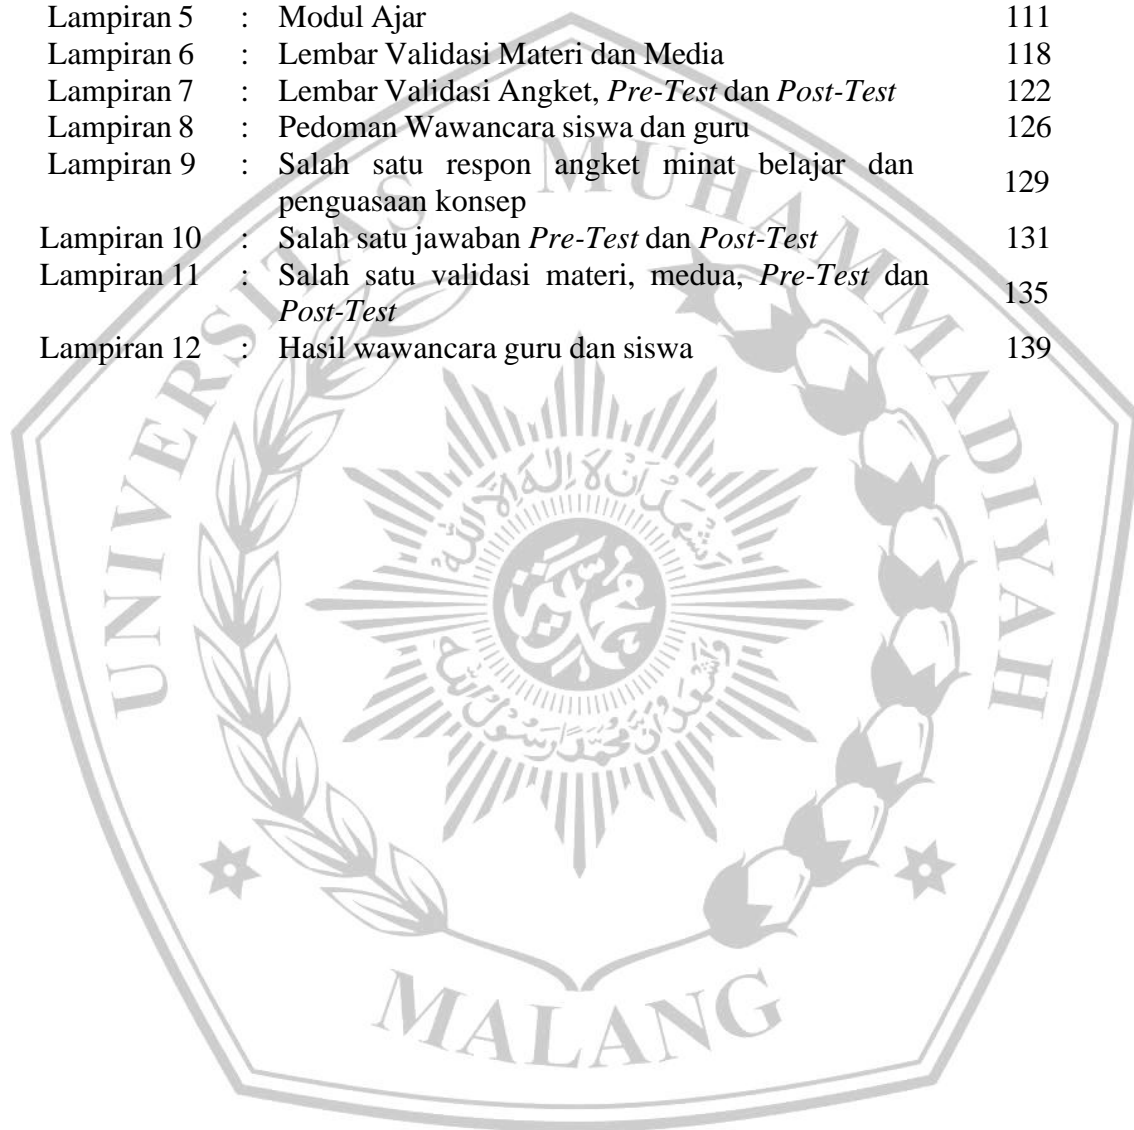 Lampiran 5 : Modul Ajar 111
Lampiran 6 : Lembar Validasi Materi dan Media 118
Lampiran 7 : Lembar Validasi Angket, Pre-Test dan Post-Test 122
Lampiran 8 : Pedoman Wawancara siswa dan guru 126
Lampiran 9 : Salah satu respon angket minat belajar dan
penguasaan konsep 129
Lampiran 10 : Salah satu jawaban Pre-Test dan Post-Test 131
Lampiran 11 : Salah satu validasi materi, medua, Pre-Test dan
Post-Test 135
Lampiran 12 : Hasil wawancara guru dan siswa 139
UNIVERSITAS MUHAMMADIYAH
أَشْهَدُ أَنْ لَا إِلٰهَ إِلَّا اللّٰهُ
وَأَشْهَدُ أَنَّ مُحَمَّدًا رَسُوْلُ اللّٰهِ
MALANG